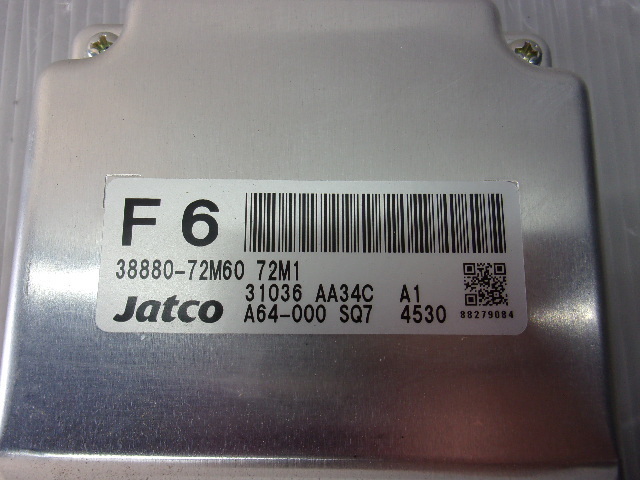 F 6
38880-72M60 72M1
31036 AA34C A1
Jatco A64-000 SQ7 4530 88279084